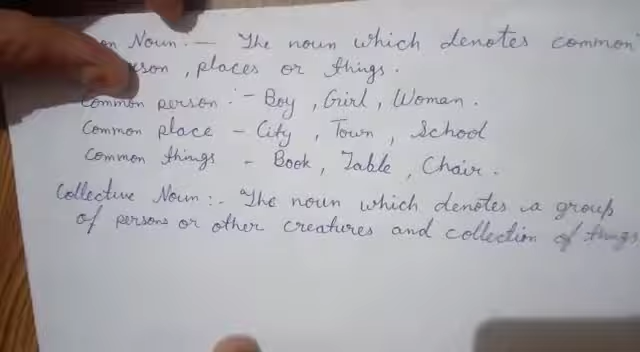 on Noun :- The noun which denotes common
rson , places or things .
Common person :- Boy , Girl , Woman .
Common place - City , Town , School
Common things - Book , Table , Chair .
Collective Noun :- The noun which denotes a group
of persons or other creatures and collection of things